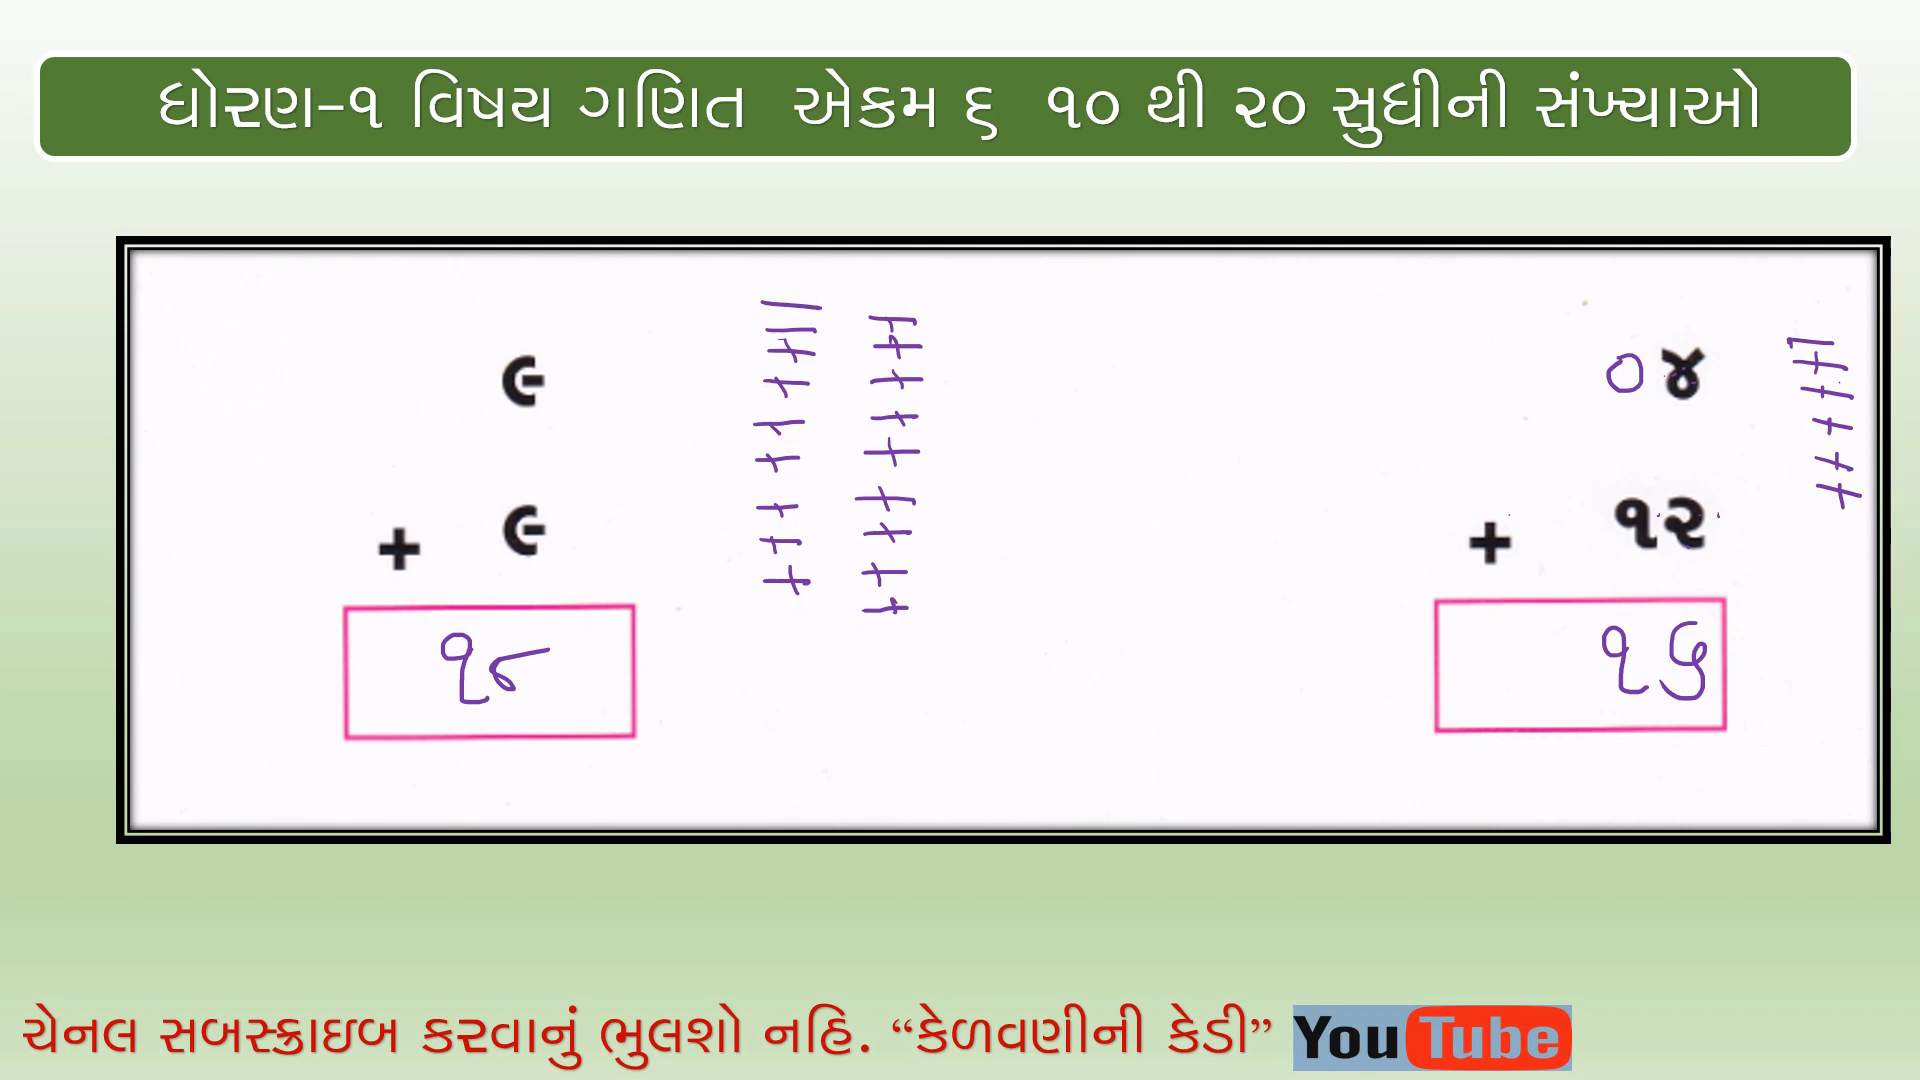 ધોરણ-૧ વિષય ગણિત એકમ ૬ ૧૦ થી ૨૦ સુધીની સંખ્યાઓ
૯ ૦૪
+ ૯ + ૧૨
૧૮ ૧૬
ચેનલ સબસ્ક્રાઇબ કરવાનું ભુલશો નહિ. “કેળવણીની કેડી” YouTube